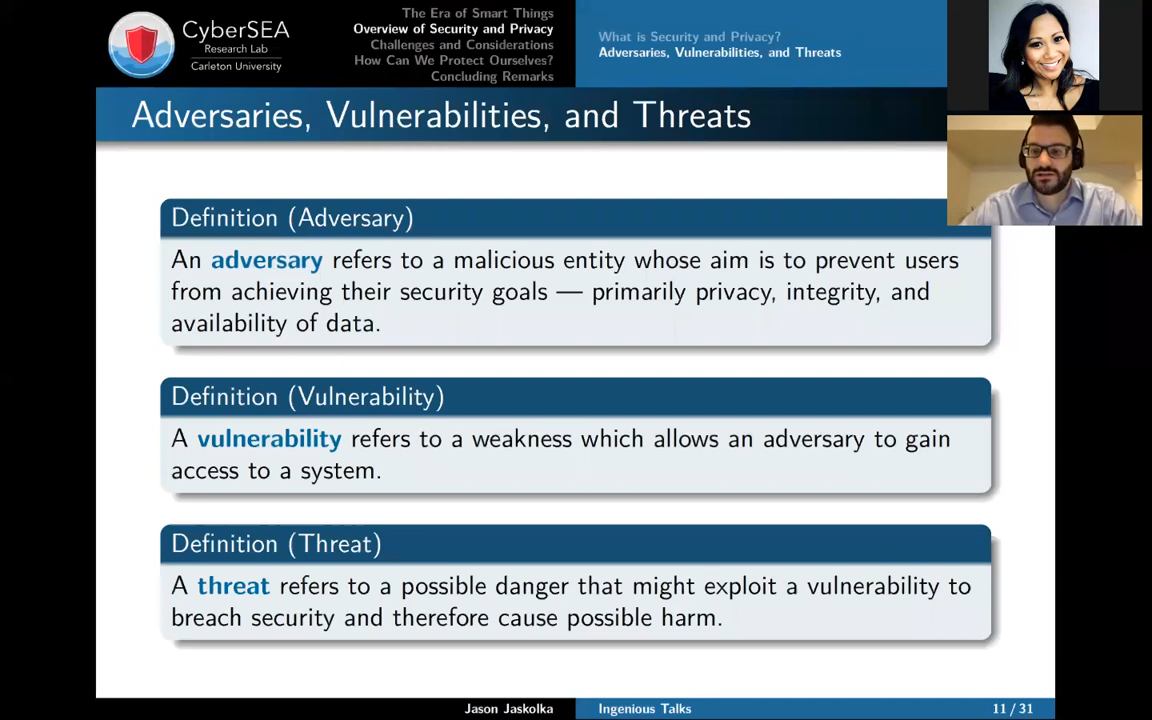 CyberSEA
Research Lab
Carleton University
The Era of Smart Things
Overview of Security and Privacy
Challenges and Considerations
How Can We Protect Ourselves?
Concluding Remarks
What is Security and Privacy?
Adversaries, Vulnerabilities, and Threats
Adversaries, Vulnerabilities, and Threats
Definition (Adversary)
An adversary refers to a malicious entity whose aim is to prevent users
from achieving their security goals — primarily privacy, integrity, and
availability of data.
Definition (Vulnerability)
A vulnerability refers to a weakness which allows an adversary to gain
access to a system.
Definition (Threat)
A threat refers to a possible danger that might exploit a vulnerability to
breach security and therefore cause possible harm.
Jason Jaskolka
Ingenious Talks
11 / 31